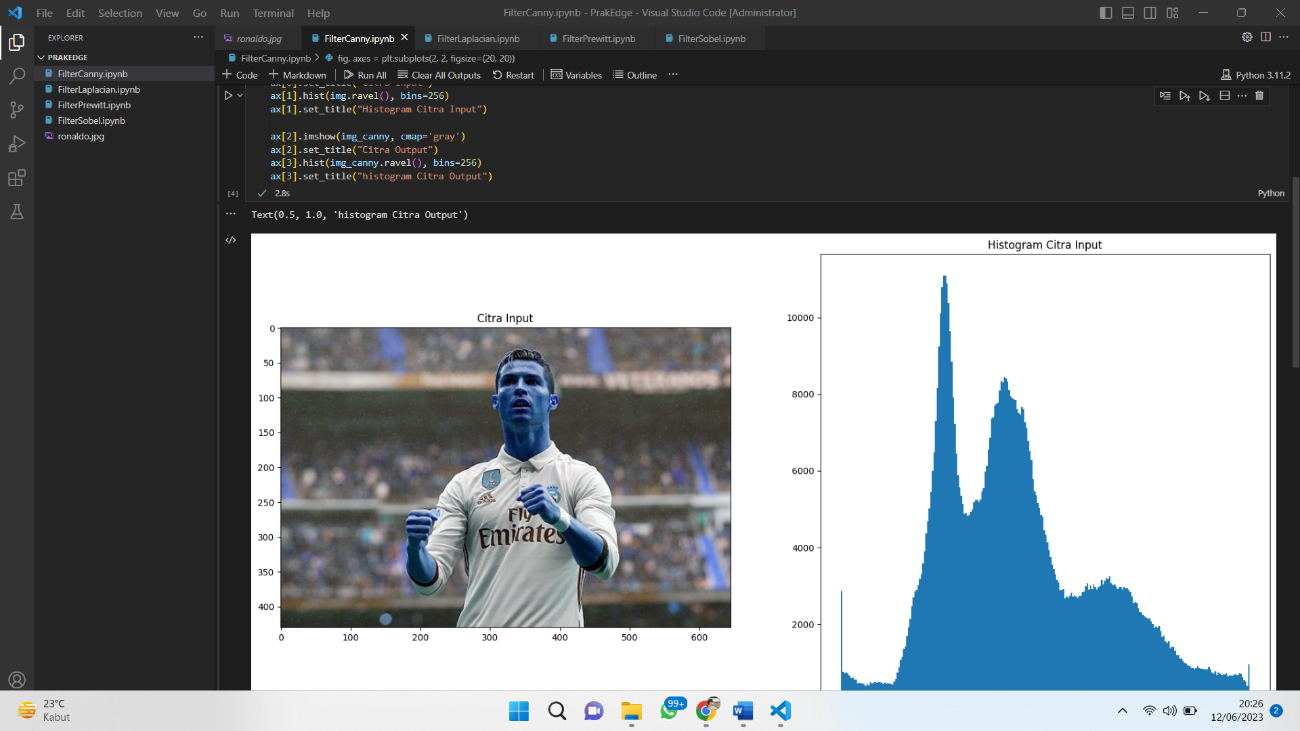 File Edit Selection View Go Run Terminal Help
FilterCanny.ipynb - PrakEdge - Visual Studio Code [Administrator]
EXPLORER
PRAKEDGE
FilterCanny.ipynb
FilterLaplacian.ipynb
FilterPrewitt.ipynb
FilterSobel.ipynb
ronaldo.jpg
ronaldo.jpg
FilterCanny.ipynb
FilterLaplacian.ipynb
FilterPrewitt.ipynb
FilterSobel.ipynb
FilterCanny.ipynb > fig, axes = plt.subplots(2, 2, figsize=(20, 20))
+ Code + Markdown Run All Clear All Outputs Restart Variables Outline ...
Python 3.11.2
ax[0].set_title("Citra Input")
ax[1].hist(img.ravel(), bins=256)
ax[1].set_title("Histogram Citra Input")
ax[2].imshow(img_canny, cmap='gray')
ax[2].set_title("Citra Output")
ax[3].hist(img_canny.ravel(), bins=256)
ax[3].set_title("histogram Citra Output")
[4]
2.8s
Python
Text(0.5, 1.0, 'histogram Citra Output')
Citra Input
0
50
100
150
200
250
300
350
400
0 100 200 300 400 500 600
Fly
Emirates
adidas
Histogram Citra Input
10000
8000
6000
4000
2000
23°C
Kabut
99+
20:26
12/06/2023
2